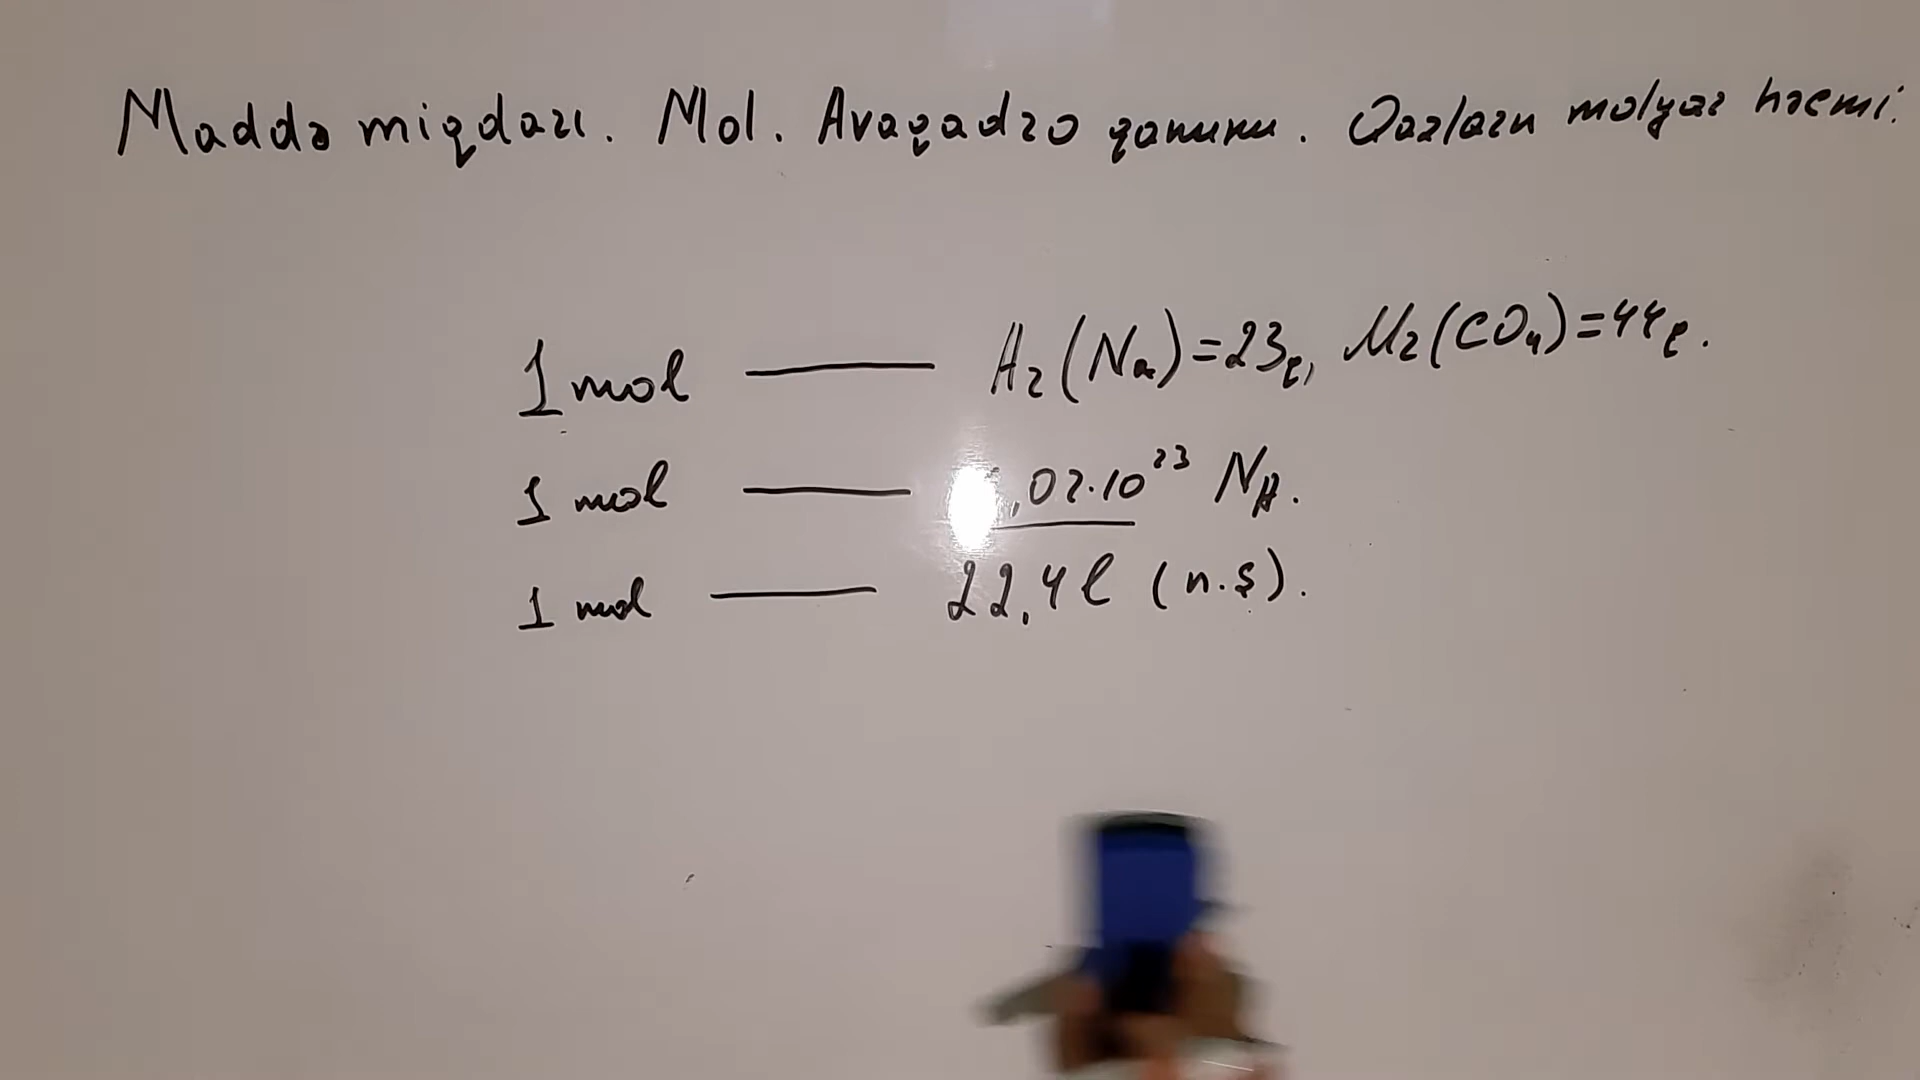 Maddə miqdarı. Mol. Avaqadro qanunu. Qazların molyar həcmi.
1 mol —— Ar(Na)=23q, Mr(CO4)=44q.
1 mol —— ,02·10²³ NA.
1 mol —— 22,4 l (n.ş).